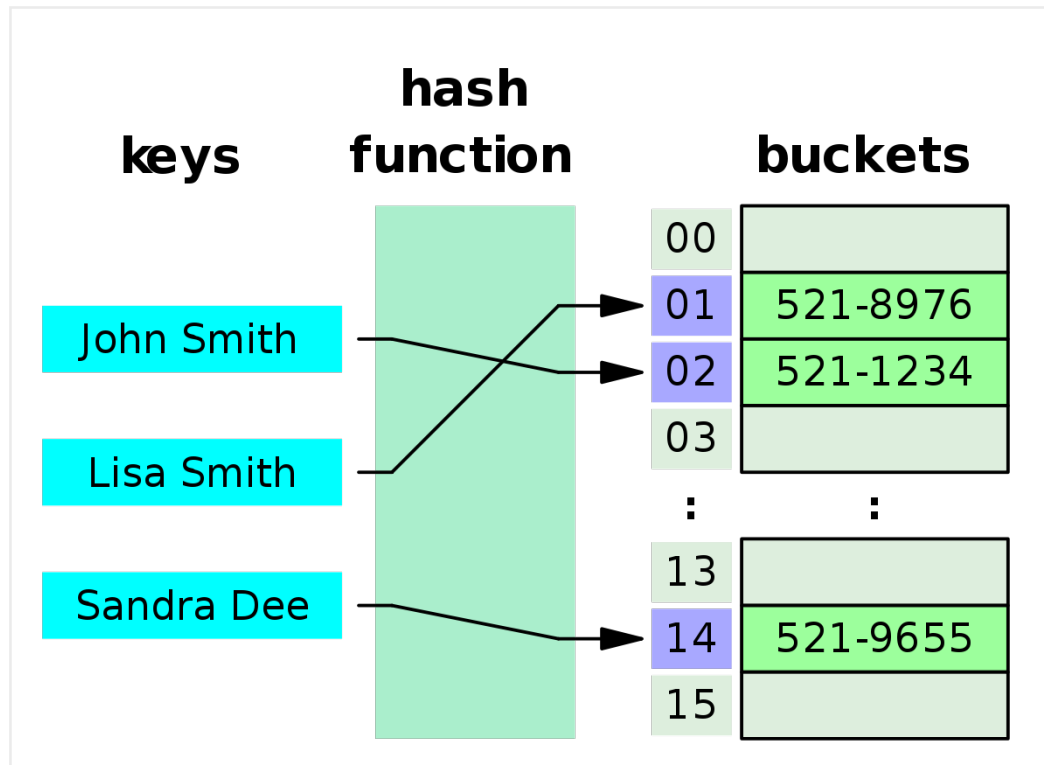 keys
hash
function
buckets
John Smith
Lisa Smith
Sandra Dee
00
01 521-8976
02 521-1234
03
: :
13
14 521-9655
15